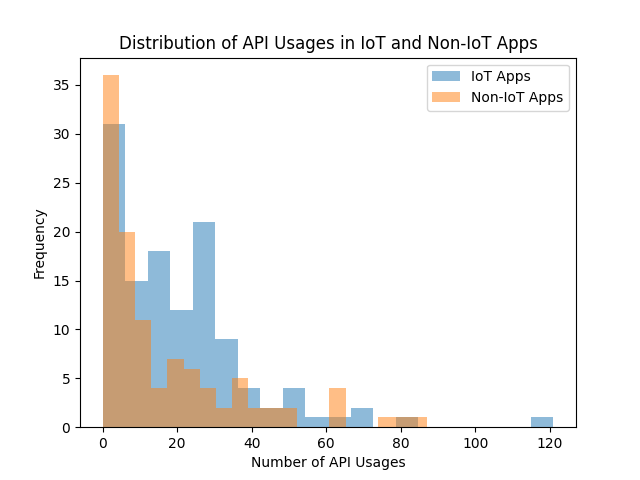 Distribution of API Usages in IoT and Non-IoT Apps
IoT Apps
Non-IoT Apps
Frequency
35
30
25
20
15
10
5
0
0 20 40 60 80 100 120
Number of API Usages